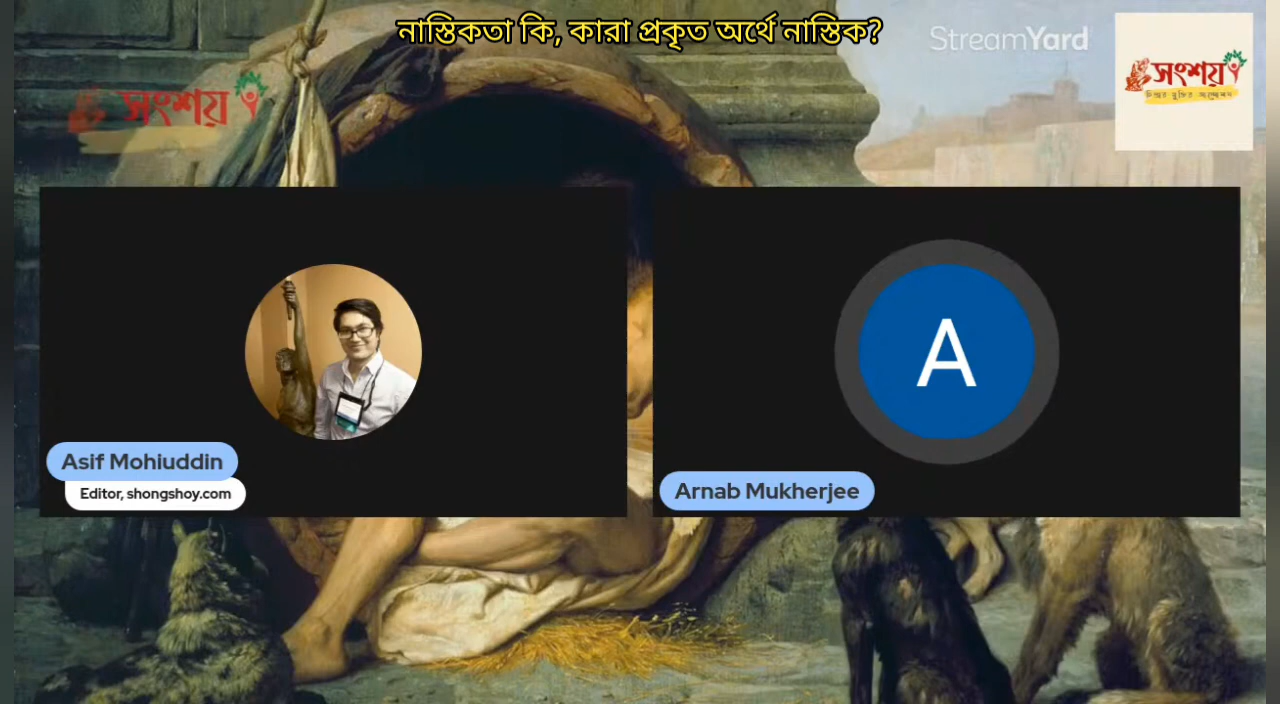 নাস্তিকতা কি, কারা প্রকৃত অর্থে নাস্তিক?
StreamYard
সংশয়
সংশয়
A
Asif Mohiuddin
Editor, shongshoy.com
Arnab Mukherjee